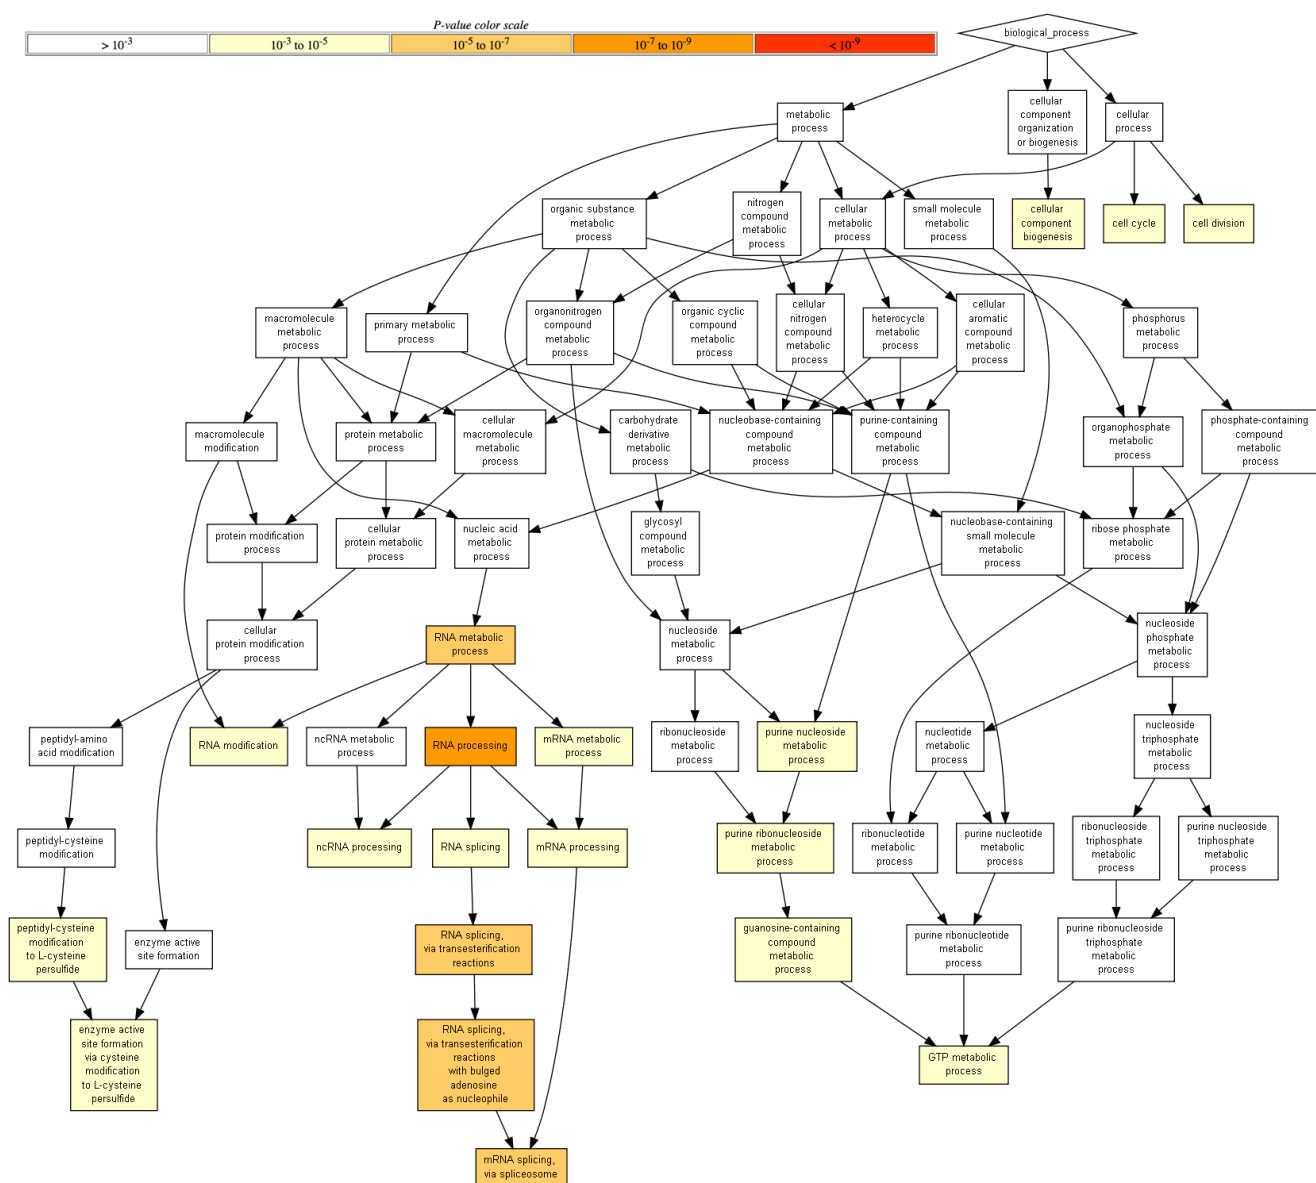 P-value color scale
> 10-3
10-3 to 10-5
10-5 to 10-7
10-7 to 10-9
< 10-9
biological_process
metabolic
process
cellular
component
organization
or biogenesis
cellular
process
organic substance
metabolic
process
nitrogen
compound
metabolic
process
cellular
metabolic
process
small molecule
metabolic
process
cellular
component
biogenesis
cell cycle
cell division
macromolecule
metabolic
process
primary metabolic
process
organonitrogen
compound
metabolic
process
organic cyclic
compound
metabolic
process
cellular
nitrogen
compound
metabolic
process
heterocycle
metabolic
process
cellular
aromatic
compound
metabolic
process
phosphorus
metabolic
process
macromolecule
modification
protein metabolic
process
cellular
macromolecule
metabolic
process
carbohydrate
derivative
metabolic
process
nucleobase-containing
compound
metabolic
process
purine-containing
compound
metabolic
process
organophosphate
metabolic
process
phosphate-containing
compound
metabolic
process
protein modification
process
cellular
protein metabolic
process
nucleic acid
metabolic
process
glycosyl
compound
metabolic
process
nucleobase-containing
small molecule
metabolic
process
ribose phosphate
metabolic
process
cellular
protein modification
process
RNA metabolic
process
nucleoside
metabolic
process
nucleoside
phosphate
metabolic
process
peptidyl-amino
acid modification
RNA modification
ncRNA metabolic
process
RNA processing
mRNA metabolic
process
ribonucleoside
metabolic
process
purine nucleoside
metabolic
process
nucleotide
metabolic
process
nucleoside
triphosphate
metabolic
process
peptidyl-cysteine
modification
ncRNA processing
RNA splicing
mRNA processing
purine ribonucleoside
metabolic
process
ribonucleotide
metabolic
process
purine nucleotide
metabolic
process
ribonucleoside
triphosphate
metabolic
process
purine nucleoside
triphosphate
metabolic
process
peptidyl-cysteine
modification
to L-cysteine
persulfide
enzyme active
site formation
RNA splicing,
via transesterification
reactions
guanosine-containing
compound
metabolic
process
purine ribonucleotide
metabolic
process
purine ribonucleoside
triphosphate
metabolic
process
enzyme active
site formation
via cysteine
modification
to L-cysteine
persulfide
RNA splicing,
via transesterification
reactions
with bulged
adenosine
as nucleophile
GTP metabolic
process
mRNA splicing,
via spliceosome